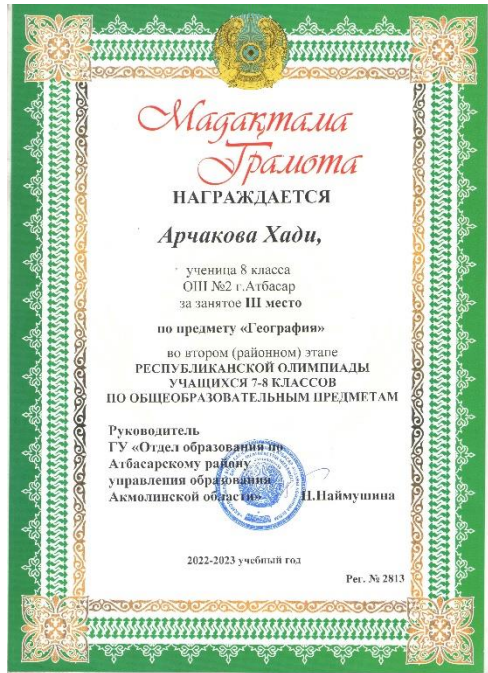 Мадақтама
Грамота
НАГРАЖДАЕТСЯ
Арчакова Хади,
ученица 8 класса
ОШ №2 г.Атбасар
за занятое III место
по предмету «География»
во втором (районном) этапе
РЕСПУБЛИКАНСКОЙ ОЛИМПИАДЫ
УЧАЩИХСЯ 7-8 КЛАССОВ
ПО ОБЩЕОБРАЗОВАТЕЛЬНЫМ ПРЕДМЕТАМ
Руководитель
ГУ «Отдел образования по
Атбасарскому району
управления образования
Акмолинской области» Наймушина
2022-2023 учебный год
Рег. № 2813